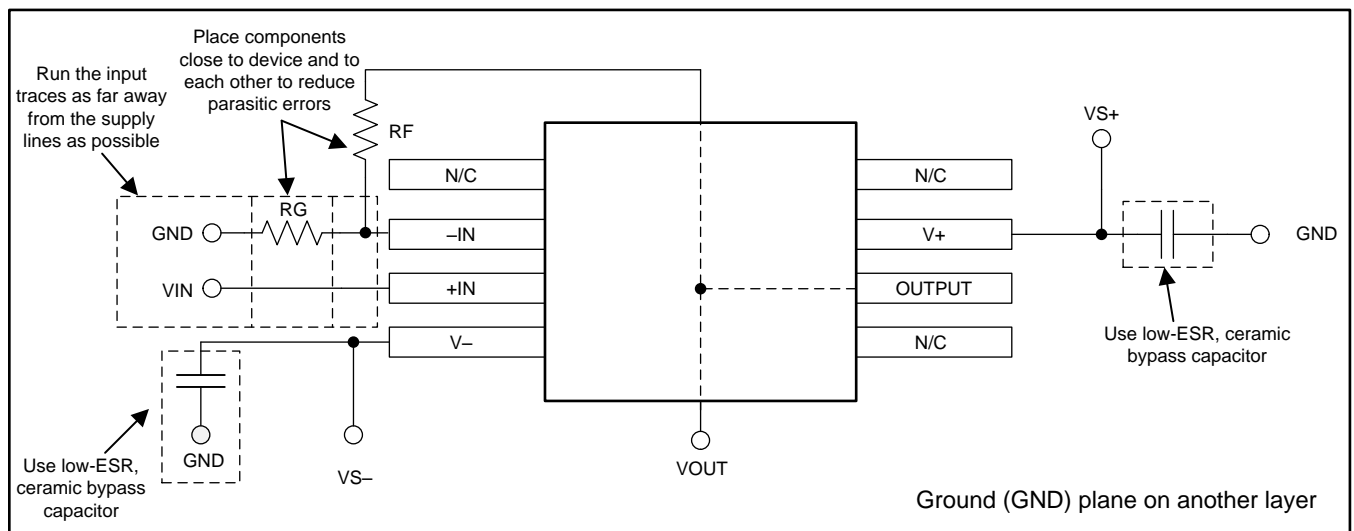 Place components
close to device and to
each other to reduce
parasitic errors
Run the input
traces as far away
from the supply
lines as possible
RF
VS+
N/C
N/C
RG
GND
–IN
V+
GND
VIN
+IN
OUTPUT
V–
N/C
Use low-ESR, ceramic
bypass capacitor
GND
VS–
VOUT
Use low-ESR,
ceramic bypass
capacitor
Ground (GND) plane on another layer